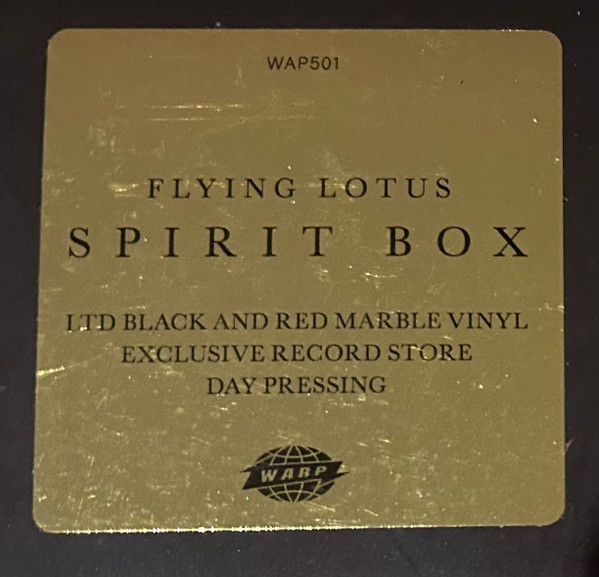 WAP501
FLYING LOTUS
SPIRIT BOX
LTD BLACK AND RED MARBLE VINYL
EXCLUSIVE RECORD STORE
DAY PRESSING
WARP